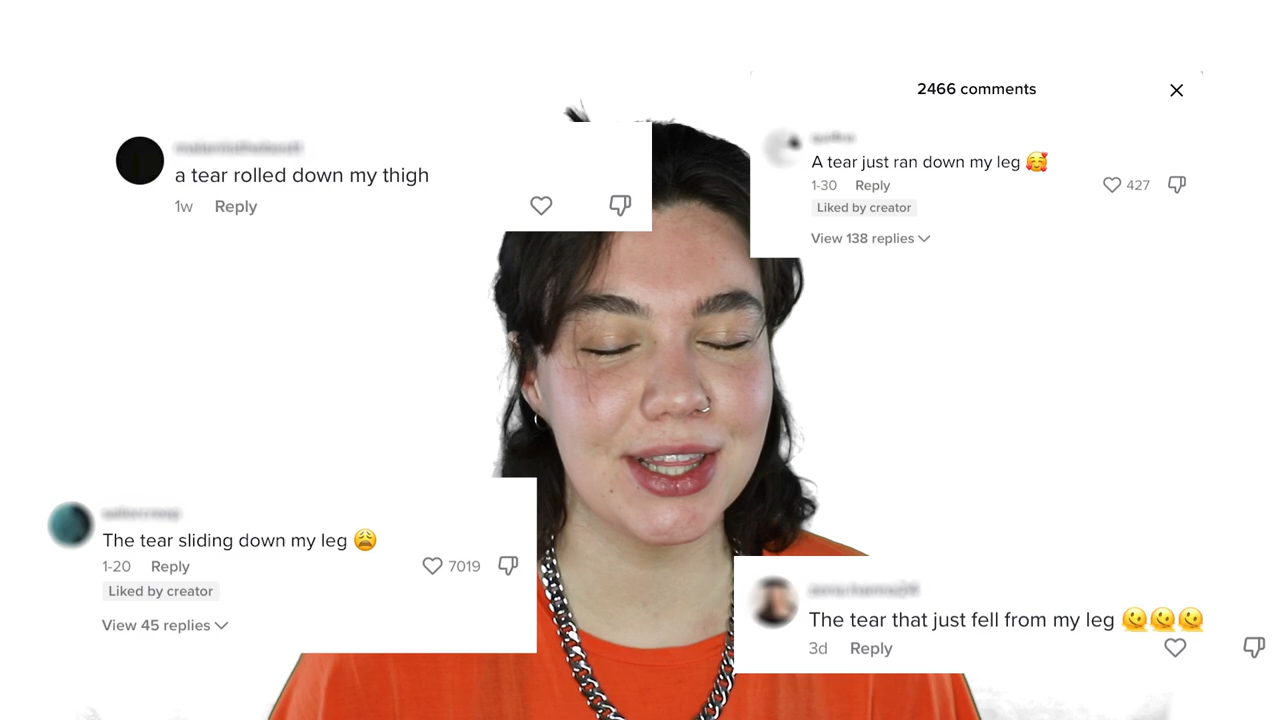 2466 comments
a tear rolled down my thigh
1w Reply
A tear just ran down my leg 🥰
1-30 Reply 427
Liked by creator
View 138 replies
The tear sliding down my leg 😩
1-20 Reply 7019
Liked by creator
View 45 replies
The tear that just fell from my leg 🫠🫠🫠
3d Reply